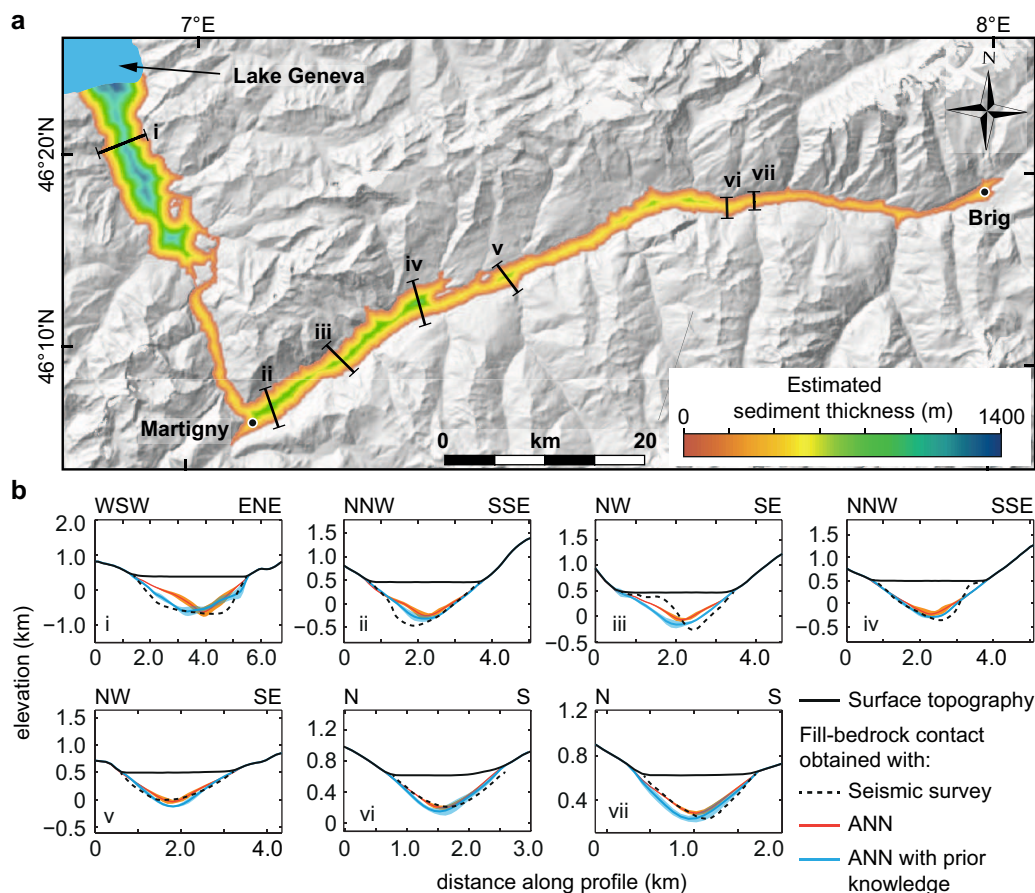 a
7°E
8°E
Lake Geneva
N
46°20'N
i
vi
vii
Brig
v
iv
46°10'N
iii
ii
Martigny
0 km 20
Estimated
sediment thickness (m)
0
1400
b
WSW ENE
2.0
1.0
0
−1.0
i
0 2.0 4.0 6.0
NNW SSE
1.5
1.0
0.5
0
−0.5
ii
0 2.0 4.0
NW SE
1.5
1.0
0.5
0
−0.5
iii
0 2.0 4.0
NNW SSE
1.5
1.0
0.5
0
−0.5
iv
0 2.0 4.0
elevation (km)
NW SE
1.5
1.0
0.5
0
−0.5
v
0 2.0 4.0
N S
1.2
0.8
0.4
0
vi
0 1.0 2.0 3.0
N S
1.2
0.8
0.4
vii
0 1.0 2.0
distance along profile (km)
Surface topography
Fill-bedrock contact
obtained with:
Seismic survey
ANN
ANN with prior
knowledge